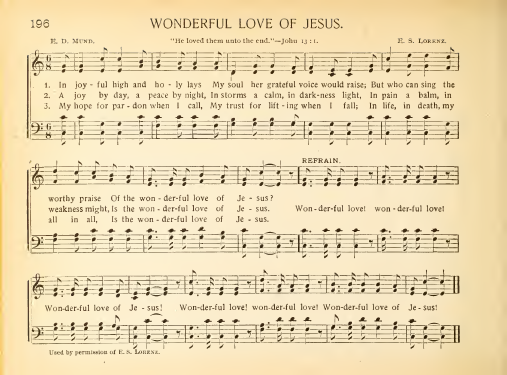 196
WONDERFUL LOVE OF JESUS.
E. D. MUND. "He loved them unto the end."—John 13:1. E. S. LORENZ.
1. In joy - ful high and ho - ly lays My soul her grateful voice would raise; But who can sing the
2. A joy by day, a peace by night, In storms a calm, in dark-ness light, In pain a balm, in
3. My hope for par - don when I call, My trust for lift - ing when I fall; In life, in death, my
REFRAIN.
worthy praise Of the won - der-ful love of Je - sus?
weakness might, Is the won - der-ful love of Je - sus. Won - der-ful love! won - der-ful love!
all in all, Is the won - der-ful love of Je - sus.
Won-der-ful love of Je - sus! Won-der-ful love! won-der-ful love! Won-der-ful love of Je - sus!
Used by permission of E. S. LORENZ.